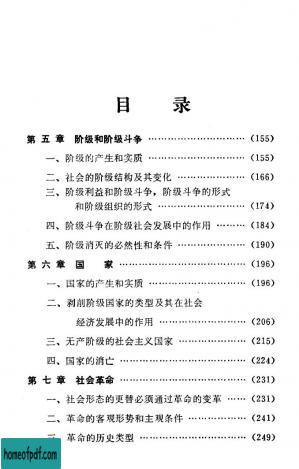 目 录
第五章 阶级和阶级斗争 …………………… (155)
一、阶级的产生和实质 …………………… (155)
二、社会的阶级结构及其变化 …………… (166)
三、阶级利益和阶级斗争，阶级斗争的形式
和阶级组织的形式 …………………… (174)
四、阶级斗争在阶级社会发展中的作用 …… (184)
五、阶级消灭的必然性和条件 …………… (190)
第六章 国 家 …………………… (196)
一、国家的产生和实质 …………………… (196)
二、剥削阶级国家的类型及其在社会
经济发展中的作用 …………………… (206)
三、无产阶级的社会主义国家 …………… (215)
四、国家的消亡 …………………… (224)
第七章 社会革命 …………………… (231)
一、社会形态的更替必须通过革命的变革 … (231)
二、革命的客观形势和主观条件 ………… (241)
三、革命的历史类型 …………………… (249)
homeofpdf.com